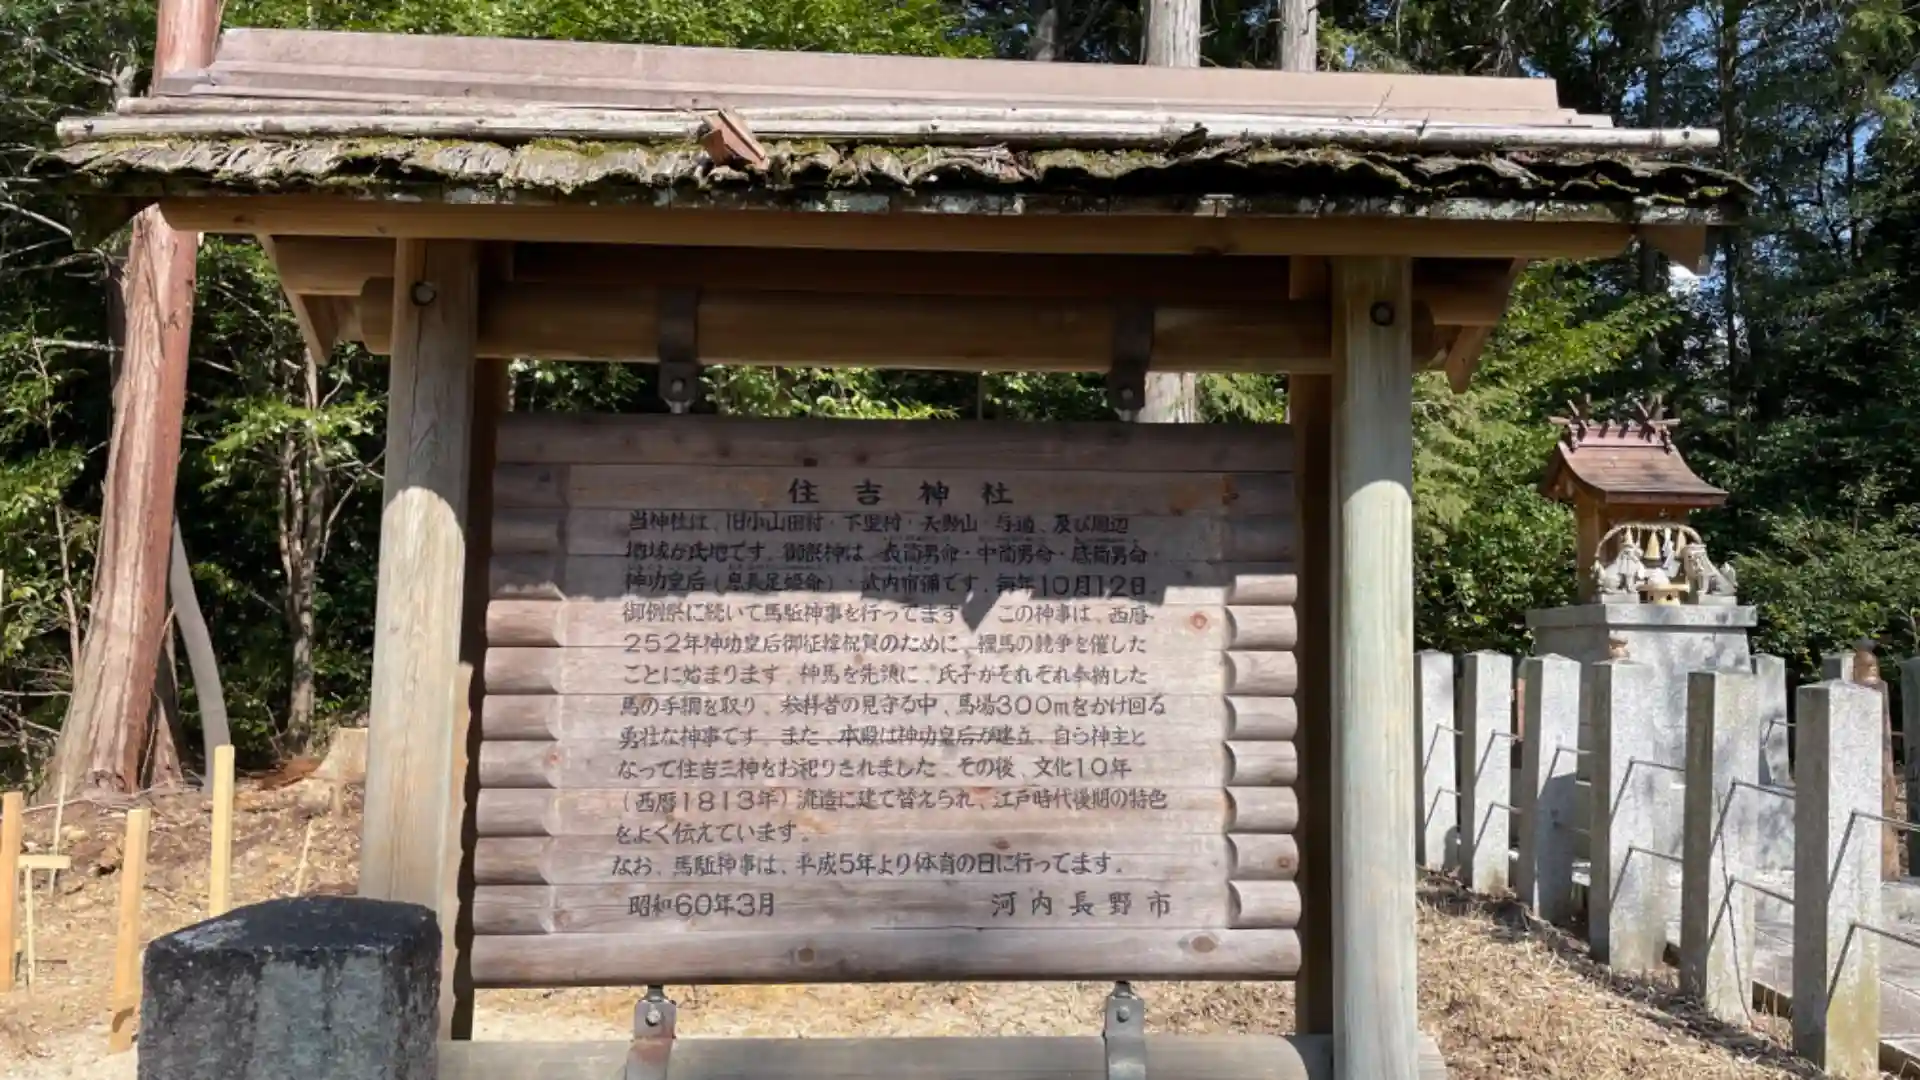 住吉神社
当神社は、旧小山田村・下里村・天野山・与通、及び周辺
地域が氏地です。御祭神は、表筒男命・中筒男命・底筒男命・
神功皇后(息長足姫命)・武内宿彌です。毎年10月12日、
御例祭に続いて馬駈神事を行ってます。この神事は、西暦
252年神功皇后御征韓祝賀のために、裸馬の競争を催した
ことに始まります。神馬を先頭に、氏子がそれぞれ奉納した
馬の手綱を取り、参拝者の見守る中、馬場300mをかけ回る
勇壮な神事です。また、本殿は神功皇后が建立、自ら神主と
なって住吉三神をお祀りされました。その後、文化10年
(西暦1813年)流造に建て替えられ、江戸時代後期の特色
をよく伝えています。
なお、馬駈神事は、平成5年より体育の日に行ってます。
昭和60年3月 河内長野市